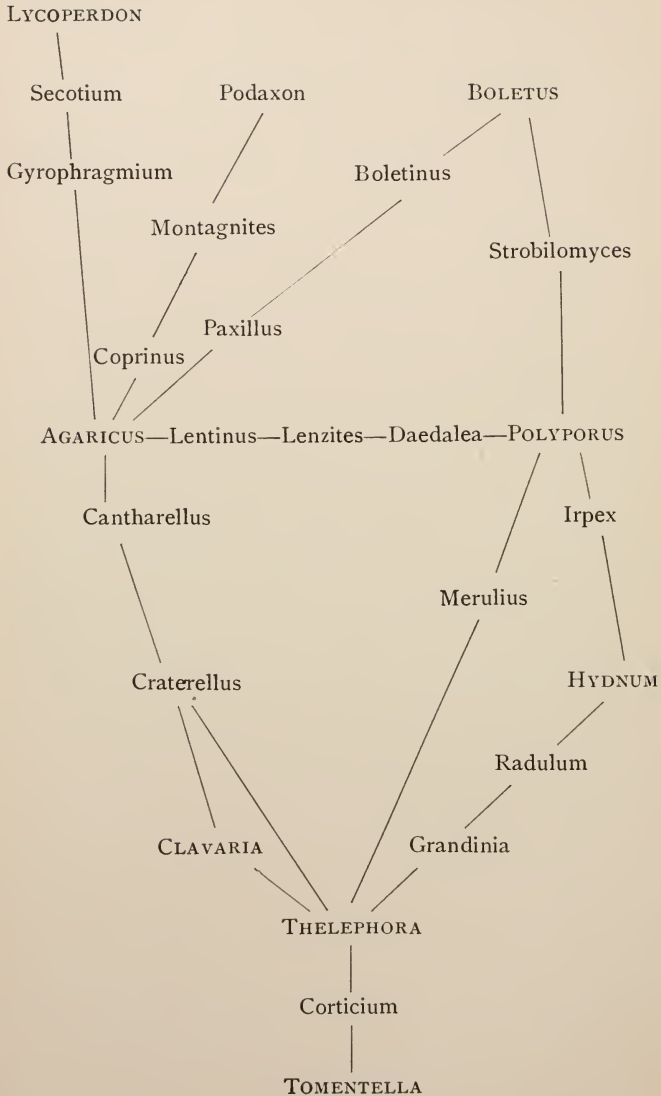 LYCOPERDON
Secotium Podaxon BOLETUS
Gyrophragmium Boletinus
Montagnites
Strobilomyces
Paxillus
Coprinus
AGARICUS—Lentinus—Lenzites—Daedalea—POLYPORUS
Cantharellus Irpex
Merulius
Craterellus HYDNUM
Radulum
CLAVARIA Grandinia
THELEPHORA
Corticium
TOMENTELLA